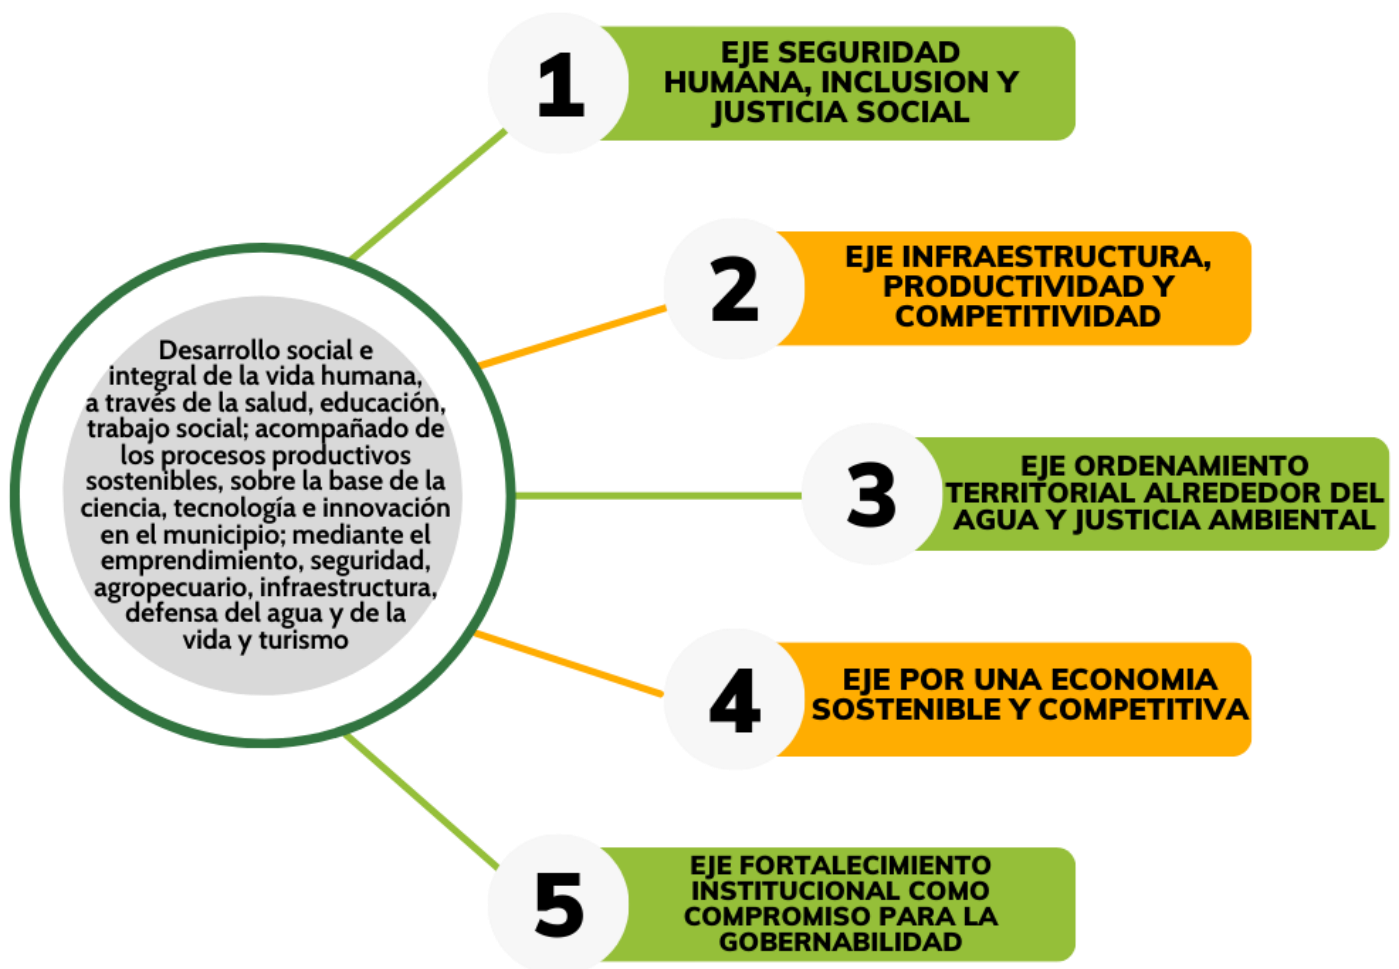 Desarrollo social e
integral de la vida humana,
a través de la salud, educación,
trabajo social; acompañado de
los procesos productivos
sostenibles, sobre la base de la
ciencia, tecnología e innovación
en el municipio; mediante el
emprendimiento, seguridad,
agropecuario, infraestructura,
defensa del agua y de la
vida y turismo
1
EJE SEGURIDAD
HUMANA, INCLUSION Y
JUSTICIA SOCIAL
2
EJE INFRAESTRUCTURA,
PRODUCTIVIDAD Y
COMPETITIVIDAD
3
EJE ORDENAMIENTO
TERRITORIAL ALREDEDOR DEL
AGUA Y JUSTICIA AMBIENTAL
4
EJE POR UNA ECONOMIA
SOSTENIBLE Y COMPETITIVA
5
EJE FORTALECIMIENTO
INSTITUCIONAL COMO
COMPROMISO PARA LA
GOBERNABILIDAD